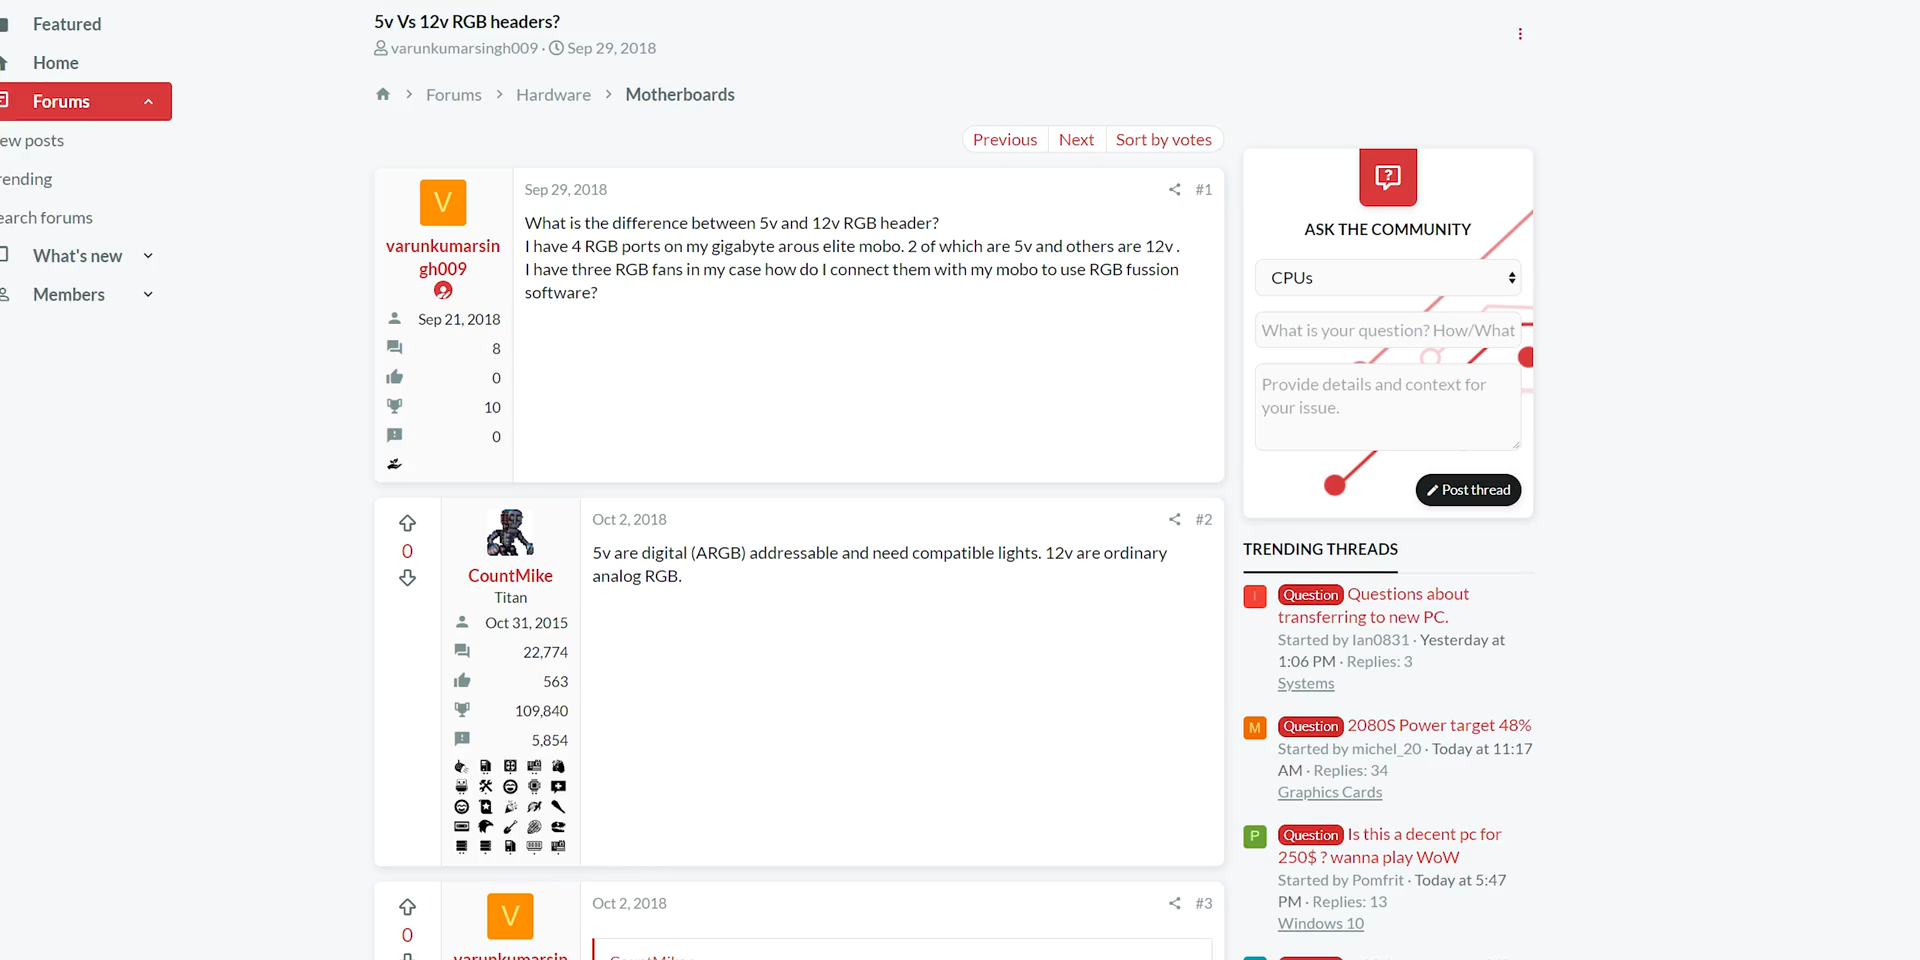 Featured
Home
Forums
ew posts
rending
earch forums
What's new
Members
5v Vs 12v RGB headers?
varunkumarsingh009 · Sep 29, 2018
Forums > Hardware > Motherboards
Previous Next Sort by votes
V
varunkumarsin
gh009
Sep 21, 2018
8
0
10
0
Sep 29, 2018 #1
What is the difference between 5v and 12v RGB header?
I have 4 RGB ports on my gigabyte arous elite mobo. 2 of which are 5v and others are 12v .
I have three RGB fans in my case how do I connect them with my mobo to use RGB fussion
software?
0
CountMike
Titan
Oct 31, 2015
22,774
563
109,840
5,854
Oct 2, 2018 #2
5v are digital (ARGB) addressable and need compatible lights. 12v are ordinary
analog RGB.
0
V
varunkumarsin
Oct 2, 2018 #3
CountMike
ASK THE COMMUNITY
CPUs
What is your question? How/What
Provide details and context for
your issue.
Post thread
TRENDING THREADS
I
Question Questions about
transferring to new PC.
Started by Ian0831 · Yesterday at
1:06 PM · Replies: 3
Systems
M
Question 2080S Power target 48%
Started by michel_20 · Today at 11:17
AM · Replies: 34
Graphics Cards
P
Question Is this a decent pc for
250$ ? wanna play WoW
Started by Pomfrit · Today at 5:47
PM · Replies: 13
Windows 10